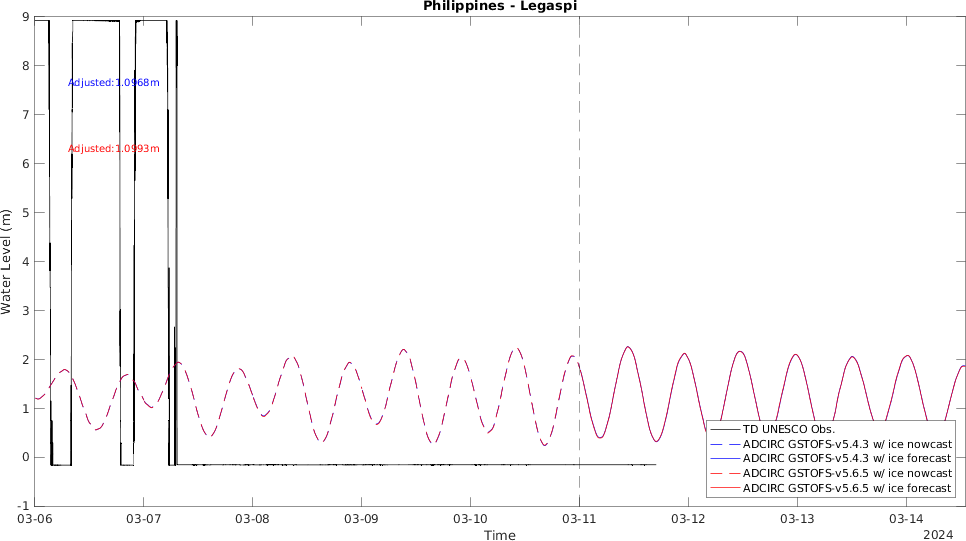 Philippines - Legaspi
9
8
7
6
5
4
3
2
1
0
-1
Water Level (m)
Adjusted:1.0968m
Adjusted:1.0993m
TD UNESCO Obs.
ADCIRC GSTOFS-v5.4.3 w/ ice nowcast
ADCIRC GSTOFS-v5.4.3 w/ ice forecast
ADCIRC GSTOFS-v5.6.5 w/ ice nowcast
ADCIRC GSTOFS-v5.6.5 w/ ice forecast
03-06 03-07 03-08 03-09 03-10 03-11 03-12 03-13 03-14
Time
2024